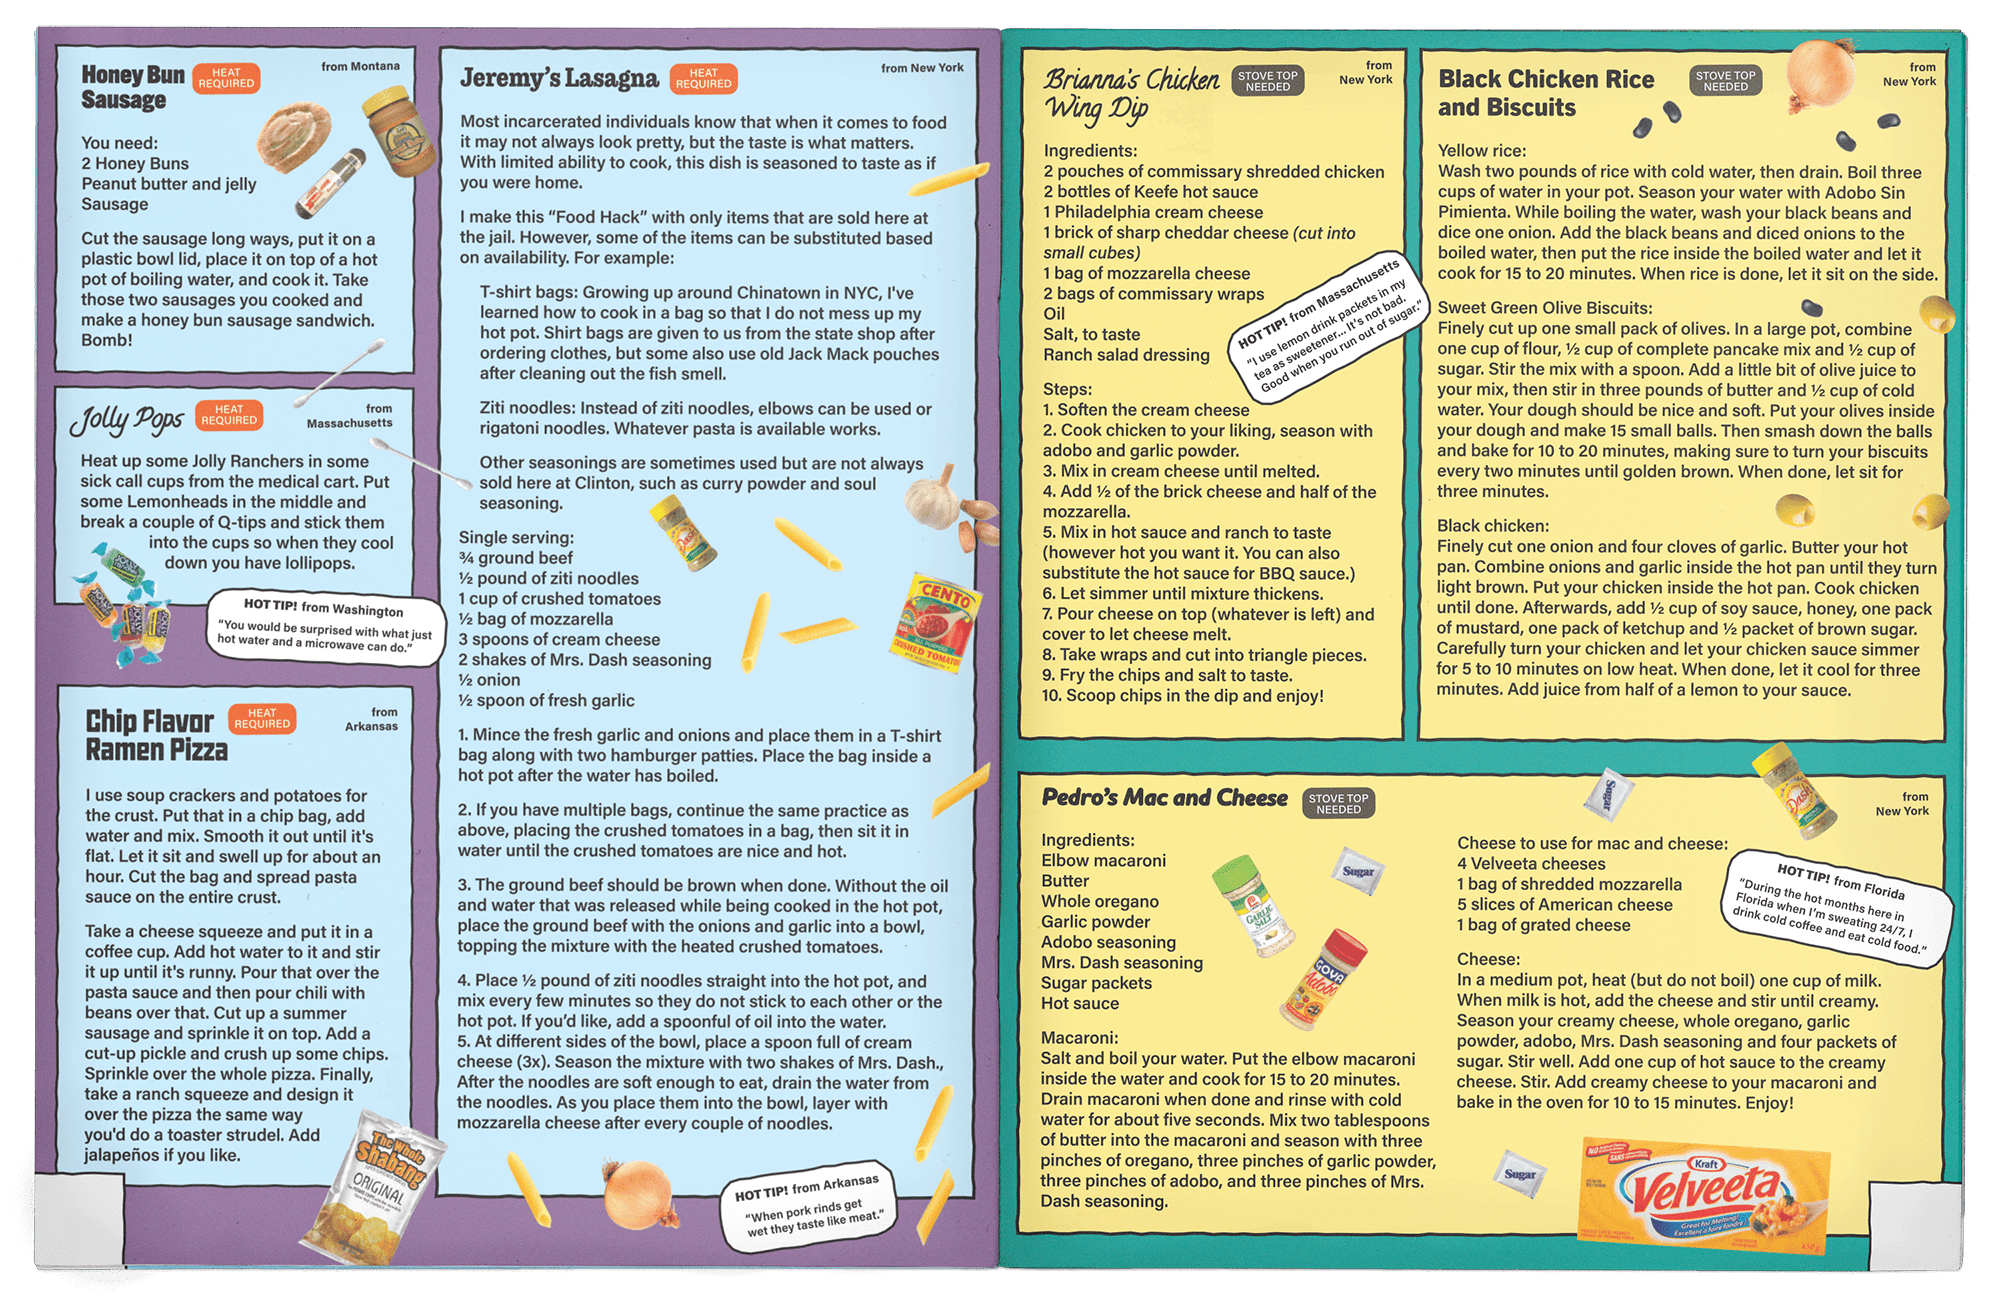 Honey Bun
Sausage
HEAT
REQUIRED
from Montana
You need:
2 Honey Buns
Peanut butter and jelly
Sausage
Cut the sausage long ways, put it on a
plastic bowl lid, place it on top of a hot
pot of boiling water, and cook it. Take
those two sausages you cooked and
make a honey bun sausage sandwich.
Bomb!
Jolly Pops
HEAT
REQUIRED
from
Massachusetts
Heat up some Jolly Ranchers in some
sick call cups from the medical cart. Put
some Lemonheads in the middle and
break a couple of Q-tips and stick them
into the cups so when they cool
down you have lollipops.
HOT TIP! from Washington
"You would be surprised with what just
hot water and a microwave can do."
Chip Flavor
Ramen Pizza
HEAT
REQUIRED
from
Arkansas
I use soup crackers and potatoes for
the crust. Put that in a chip bag, add
water and mix. Smooth it out until it's
flat. Let it sit and swell up for about an
hour. Cut the bag and spread pasta
sauce on the entire crust.
Take a cheese squeeze and put it in a
coffee cup. Add hot water to it and stir
it up until it's runny. Pour that over the
pasta sauce and then pour chili with
beans over that. Cut up a summer
sausage and sprinkle it on top. Add a
cut-up pickle and crush up some chips.
Sprinkle over the whole pizza. Finally,
take a ranch squeeze and design it
over the pizza the same way
you'd do a toaster strudel. Add
jalapeños if you like.
The Whole
Shabang
ORIGINAL
Jeremy's Lasagna
HEAT
REQUIRED
from New York
Most incarcerated individuals know that when it comes to food
it may not always look pretty, but the taste is what matters.
With limited ability to cook, this dish is seasoned to taste as if
you were home.
I make this "Food Hack" with only items that are sold here at
the jail. However, some of the items can be substituted based
on availability. For example:
T-shirt bags: Growing up around Chinatown in NYC, I've
learned how to cook in a bag so that I do not mess up my
hot pot. Shirt bags are given to us from the state shop after
ordering clothes, but some also use old Jack Mack pouches
after cleaning out the fish smell.
Ziti noodles: Instead of ziti noodles, elbows can be used or
rigatoni noodles. Whatever pasta is available works.
Other seasonings are sometimes used but are not always
sold here at Clinton, such as curry powder and soul
seasoning.
Single serving:
¾ ground beef
½ pound of ziti noodles
1 cup of crushed tomatoes
½ bag of mozzarella
3 spoons of cream cheese
2 shakes of Mrs. Dash seasoning
½ onion
½ spoon of fresh garlic
Dash
CENTO
CRUSHED TOMATO
1. Mince the fresh garlic and onions and place them in a T-shirt
bag along with two hamburger patties. Place the bag inside a
hot pot after the water has boiled.
2. If you have multiple bags, continue the same practice as
above, placing the crushed tomatoes in a bag, then sit it in
water until the crushed tomatoes are nice and hot.
3. The ground beef should be brown when done. Without the oil
and water that was released while being cooked in the hot pot,
place the ground beef with the onions and garlic into a bowl,
topping the mixture with the heated crushed tomatoes.
4. Place ½ pound of ziti noodles straight into the hot pot, and
mix every few minutes so they do not stick to each other or the
hot pot. If you'd like, add a spoonful of oil into the water.
5. At different sides of the bowl, place a spoon full of cream
cheese (3x). Season the mixture with two shakes of Mrs. Dash.,
After the noodles are soft enough to eat, drain the water from
the noodles. As you place them into the bowl, layer with
mozzarella cheese after every couple of noodles.
HOT TIP! from Arkansas
"When pork rinds get
wet they taste like meat."
Brianna's Chicken
Wing Dip
STOVE TOP
NEEDED
from
New York
Ingredients:
2 pouches of commissary shredded chicken
2 bottles of Keefe hot sauce
1 Philadelphia cream cheese
1 brick of sharp cheddar cheese (cut into
small cubes)
1 bag of mozzarella cheese
2 bags of commissary wraps
Oil
Salt, to taste
Ranch salad dressing
HOT TIP! from Massachusetts
"I use lemon drink packets in my
tea as sweetener... It's not bad.
Good when you run out of sugar."
Steps:
1. Soften the cream cheese
2. Cook chicken to your liking, season with
adobo and garlic powder.
3. Mix in cream cheese until melted.
4. Add ½ of the brick cheese and half of the
mozzarella.
5. Mix in hot sauce and ranch to taste
(however hot you want it. You can also
substitute the hot sauce for BBQ sauce.)
6. Let simmer until mixture thickens.
7. Pour cheese on top (whatever is left) and
cover to let cheese melt.
8. Take wraps and cut into triangle pieces.
9. Fry the chips and salt to taste.
10. Scoop chips in the dip and enjoy!
Black Chicken Rice
and Biscuits
STOVE TOP
NEEDED
from
New York
Yellow rice:
Wash two pounds of rice with cold water, then drain. Boil three
cups of water in your pot. Season your water with Adobo Sin
Pimienta. While boiling the water, wash your black beans and
dice one onion. Add the black beans and diced onions to the
boiled water, then put the rice inside the boiled water and let it
cook for 15 to 20 minutes. When rice is done, let it sit on the side.
Sweet Green Olive Biscuits:
Finely cut up one small pack of olives. In a large pot, combine
one cup of flour, ½ cup of complete pancake mix and ½ cup of
sugar. Stir the mix with a spoon. Add a little bit of olive juice to
your mix, then stir in three pounds of butter and ½ cup of cold
water. Your dough should be nice and soft. Put your olives inside
your dough and make 15 small balls. Then smash down the balls
and bake for 10 to 20 minutes, making sure to turn your biscuits
every two minutes until golden brown. When done, let sit for
three minutes.
Black chicken:
Finely cut one onion and four cloves of garlic. Butter your hot
pan. Combine onions and garlic inside the hot pan until they turn
light brown. Put your chicken inside the hot pan. Cook chicken
until done. Afterwards, add ½ cup of soy sauce, honey, one pack
of mustard, one pack of ketchup and ½ packet of brown sugar.
Carefully turn your chicken and let your chicken sauce simmer
for 5 to 10 minutes on low heat. When done, let it cool for three
minutes. Add juice from half of a lemon to your sauce.
Pedro's Mac and Cheese
STOVE TOP
NEEDED
Sugar
Dash
from
New York
Ingredients:
Elbow macaroni
Butter
Whole oregano
Garlic powder
Adobo seasoning
Mrs. Dash seasoning
Sugar packets
Hot sauce
Sugar
GARLIC
SALT
GOYA
Adobo
Macaroni:
Salt and boil your water. Put the elbow macaroni
inside the water and cook for 15 to 20 minutes.
Drain macaroni when done and rinse with cold
water for about five seconds. Mix two tablespoons
of butter into the macaroni and season with three
pinches of oregano, three pinches of garlic powder,
three pinches of adobo, and three pinches of Mrs.
Dash seasoning.
Cheese to use for mac and cheese:
4 Velveeta cheeses
1 bag of shredded mozzarella
5 slices of American cheese
1 bag of grated cheese
HOT TIP! from Florida
"During the hot months here in
Florida when I'm sweating 24/7, I
drink cold coffee and eat cold food."
Cheese:
In a medium pot, heat (but do not boil) one cup of milk.
When milk is hot, add the cheese and stir until creamy.
Season your creamy cheese, whole oregano, garlic
powder, adobo, Mrs. Dash seasoning and four packets of
sugar. Stir well. Add one cup of hot sauce to the creamy
cheese. Stir. Add creamy cheese to your macaroni and
bake in the oven for 10 to 15 minutes. Enjoy!
Sugar
Kraft
Velveeta
Great for Melting!
Excellent à faire fondre!
450 g